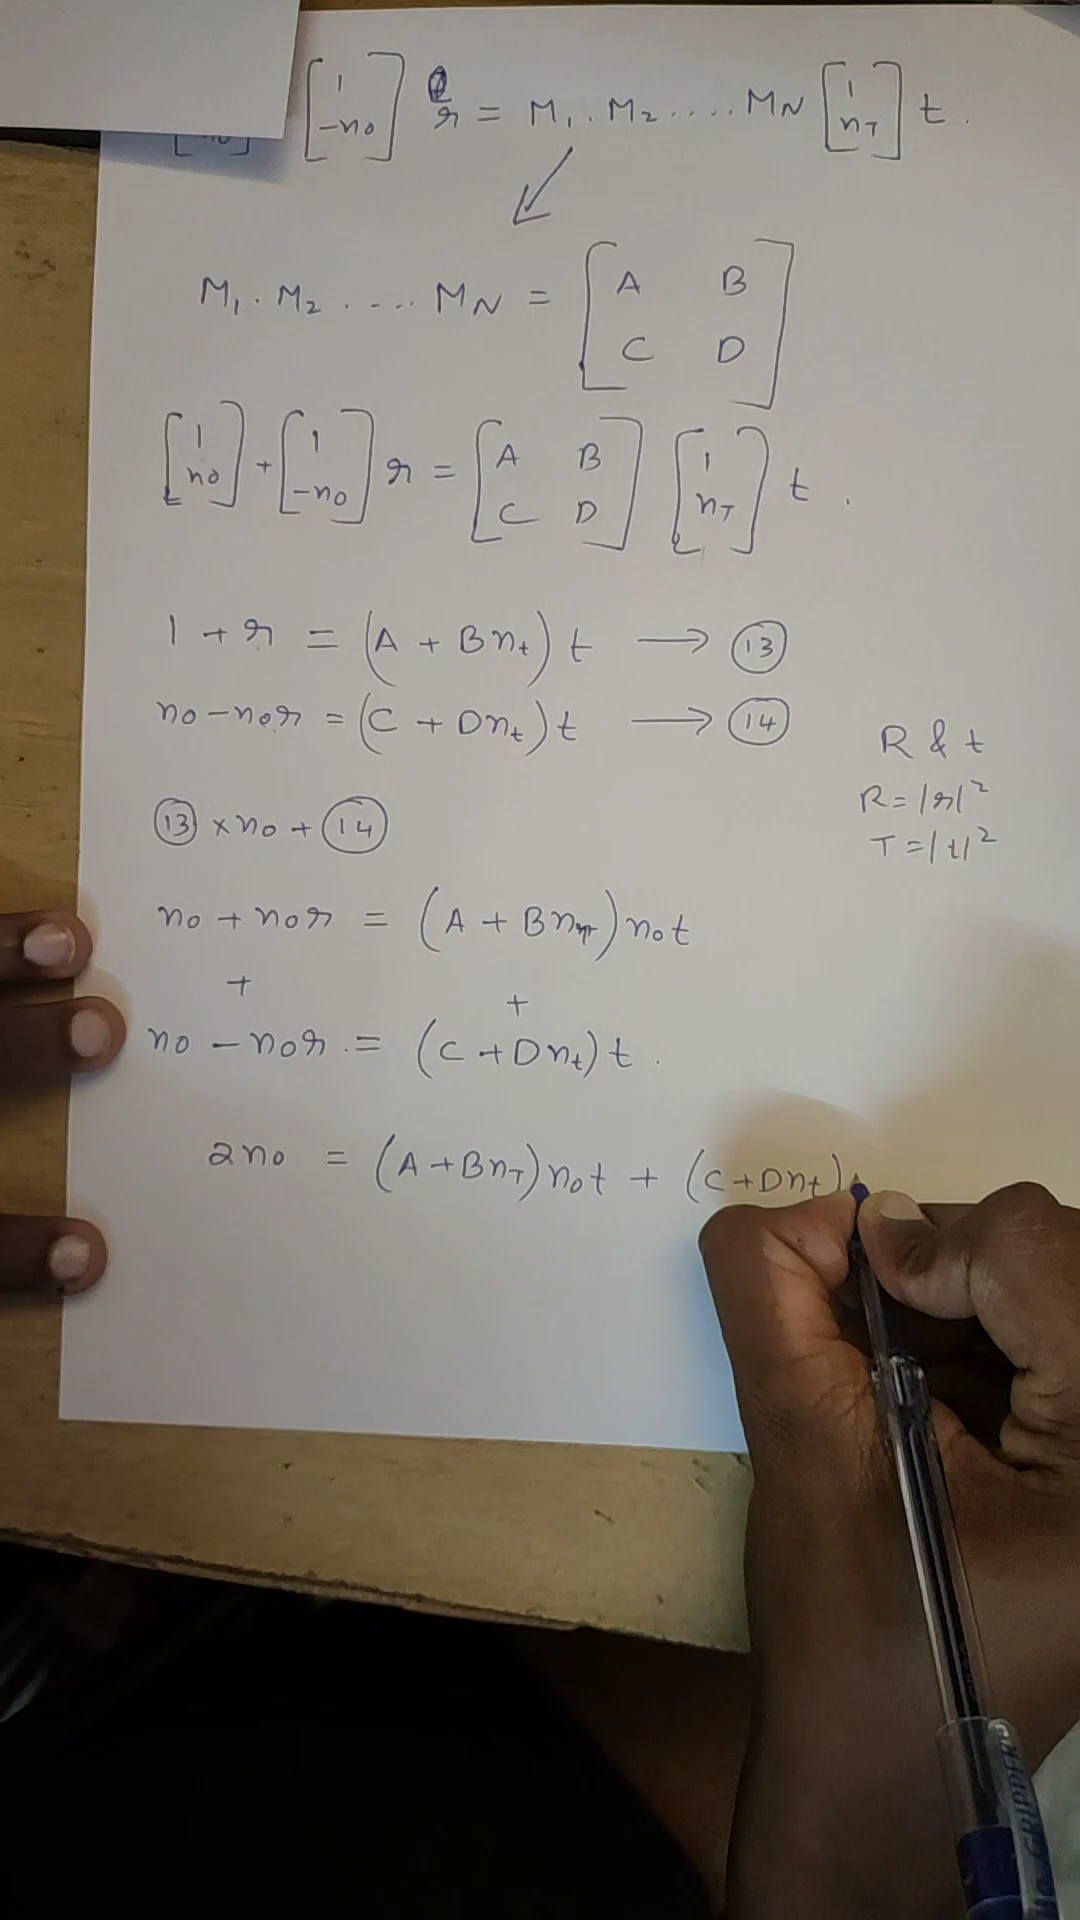 [1 -n0] r = M1 . M2 ..... MN [1 nT] t .
M1 . M2 . .... MN = [A B C D]
[1 n0] + [1 -n0] r = [A B C D] [1 nT] t .
1 + r = (A + Bnt) t → (13)
n0 - n0r = (C + Dnt) t → (14)
R & t
R = |r|²
T = |t|²
(13) × n0 + (14)
n0 + n0r = (A + BnT) n0t
+ +
n0 - n0r . = (C + Dnt) t .
2n0 = (A + BnT) n0t + (C + Dnt)
GRIPPER